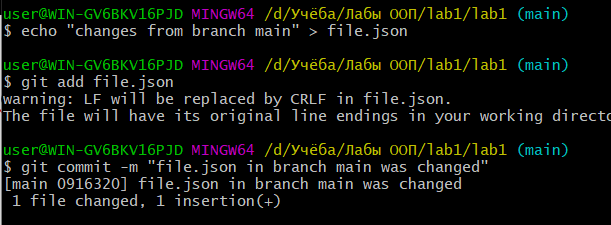 user@WIN-GV6BKV16PJD MINGW64 /d/Учёба/Лабы ООП/lab1/lab1 (main)
$ echo "changes from branch main" > file.json
user@WIN-GV6BKV16PJD MINGW64 /d/Учёба/Лабы ООП/lab1/lab1 (main)
$ git add file.json
warning: LF will be replaced by CRLF in file.json.
The file will have its original line endings in your working directo
user@WIN-GV6BKV16PJD MINGW64 /d/Учёба/Лабы ООП/lab1/lab1 (main)
$ git commit -m "file.json in branch main was changed"
[main 0916320] file.json in branch main was changed
 1 file changed, 1 insertion(+)